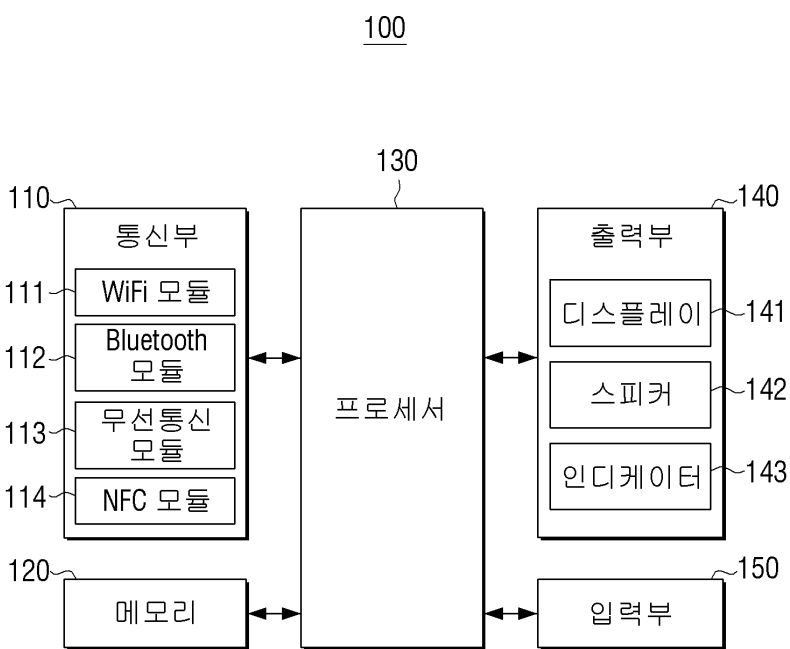 100
130
110
통신부
111
WiFi 모듈
112
Bluetooth
모듈
113
무선통신
모듈
114
NFC 모듈
120
메모리
프로세서
140
출력부
디스플레이
141
스피커
142
인디케이터
143
150
입력부